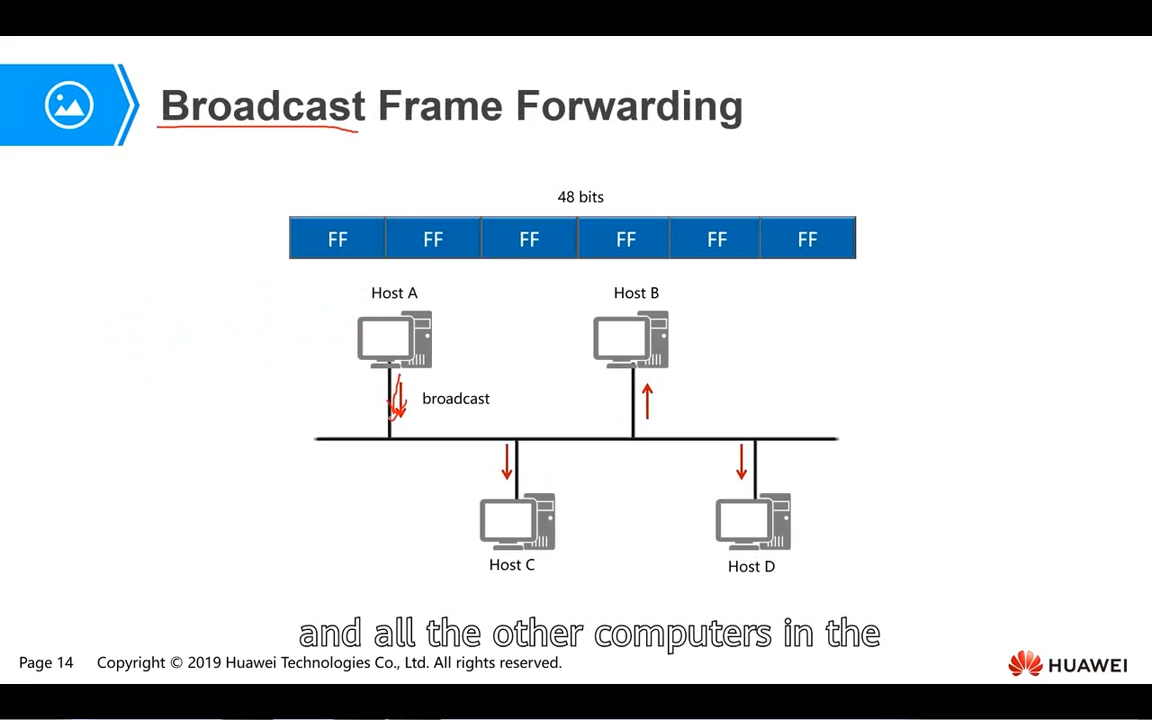 Broadcast Frame Forwarding
48 bits
FF FF FF FF FF FF
Host A Host B
broadcast
Host C Host D
and all the other computers in the
Page 14 Copyright © 2019 Huawei Technologies Co., Ltd. All rights reserved.
HUAWEI